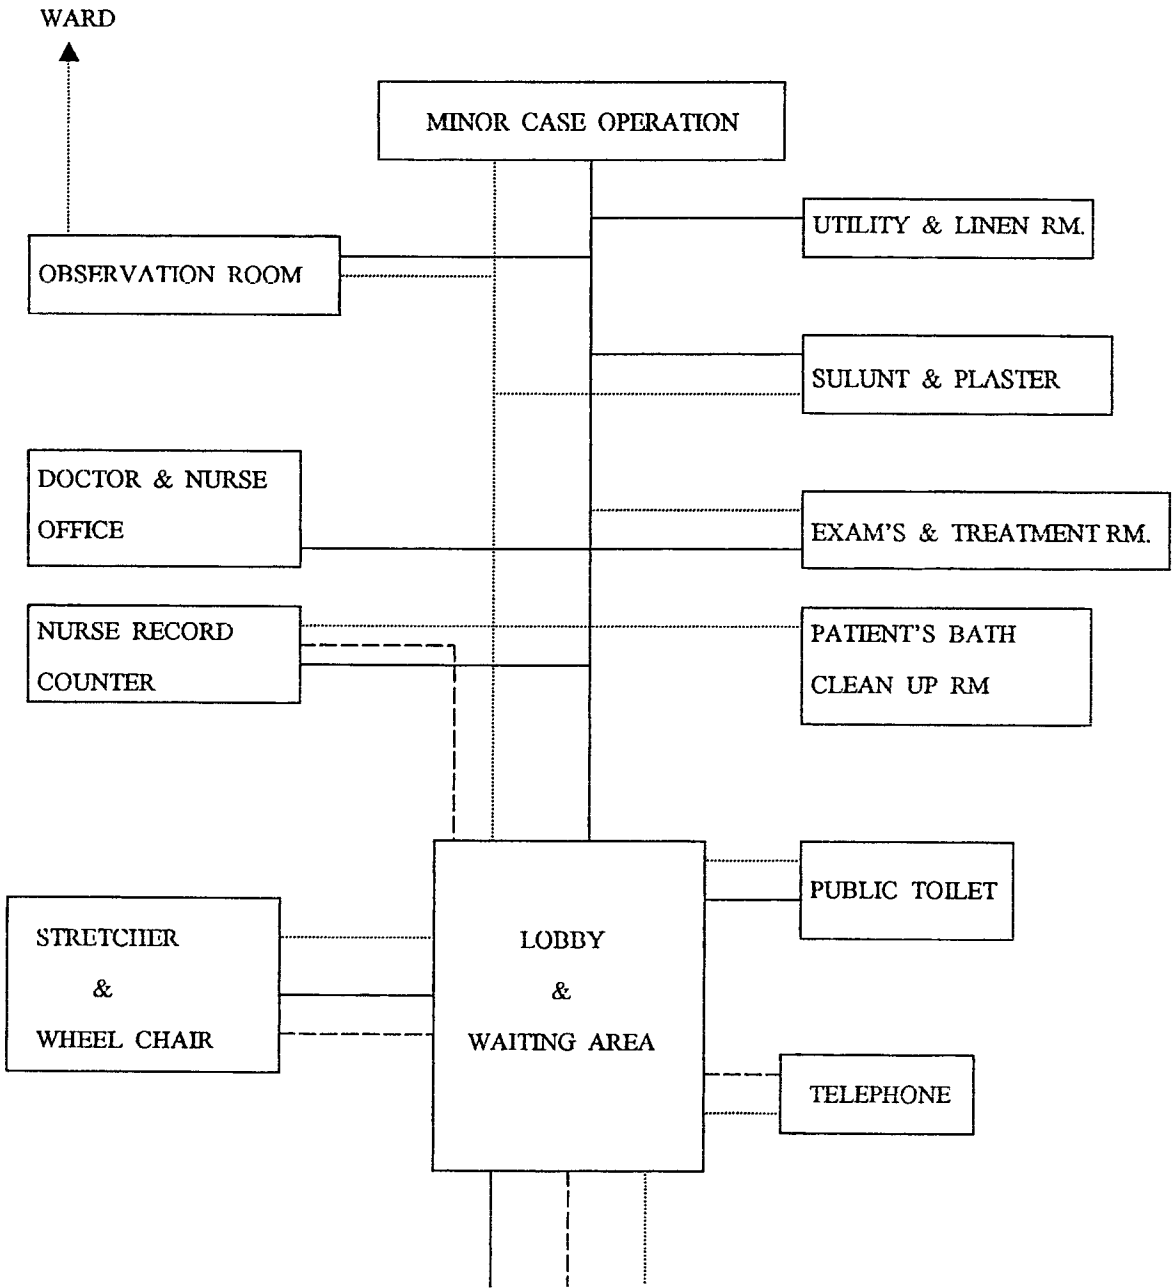 WARD
MINOR CASE OPERATION
UTILITY & LINEN RM.
OBSERVATION ROOM
SULUNT & PLASTER
DOCTOR & NURSE
OFFICE
EXAM'S & TREATMENT RM.
NURSE RECORD
COUNTER
PATIENT'S BATH
CLEAN UP RM
PUBLIC TOILET
STRETCHER
&
WHEEL CHAIR
LOBBY
&
WAITING AREA
TELEPHONE